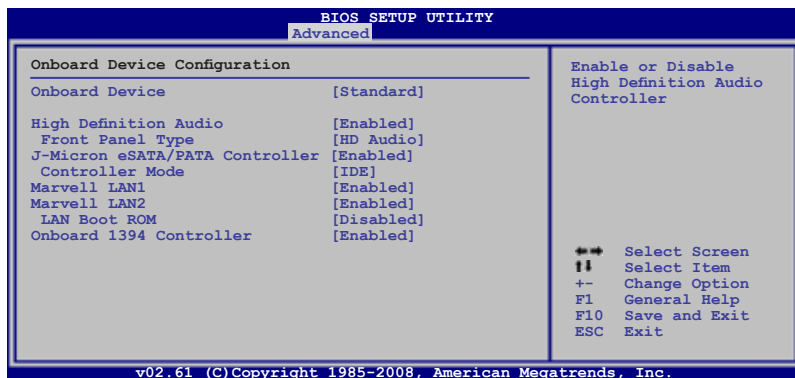 BIOS SETUP UTILITY
Advanced
Onboard Device Configuration
Onboard Device [Standard]
High Definition Audio [Enabled]
Front Panel Type [HD Audio]
J-Micron eSATA/PATA Controller [Enabled]
Controller Mode [IDE]
Marvell LAN1 [Enabled]
Marvell LAN2 [Enabled]
LAN Boot ROM [Disabled]
Onboard 1394 Controller [Enabled]
Enable or Disable
High Definition Audio
Controller
←→ Select Screen
↑↓ Select Item
+- Change Option
F1 General Help
F10 Save and Exit
ESC Exit
v02.61 (C)Copyright 1985-2008, American Megatrends, Inc.